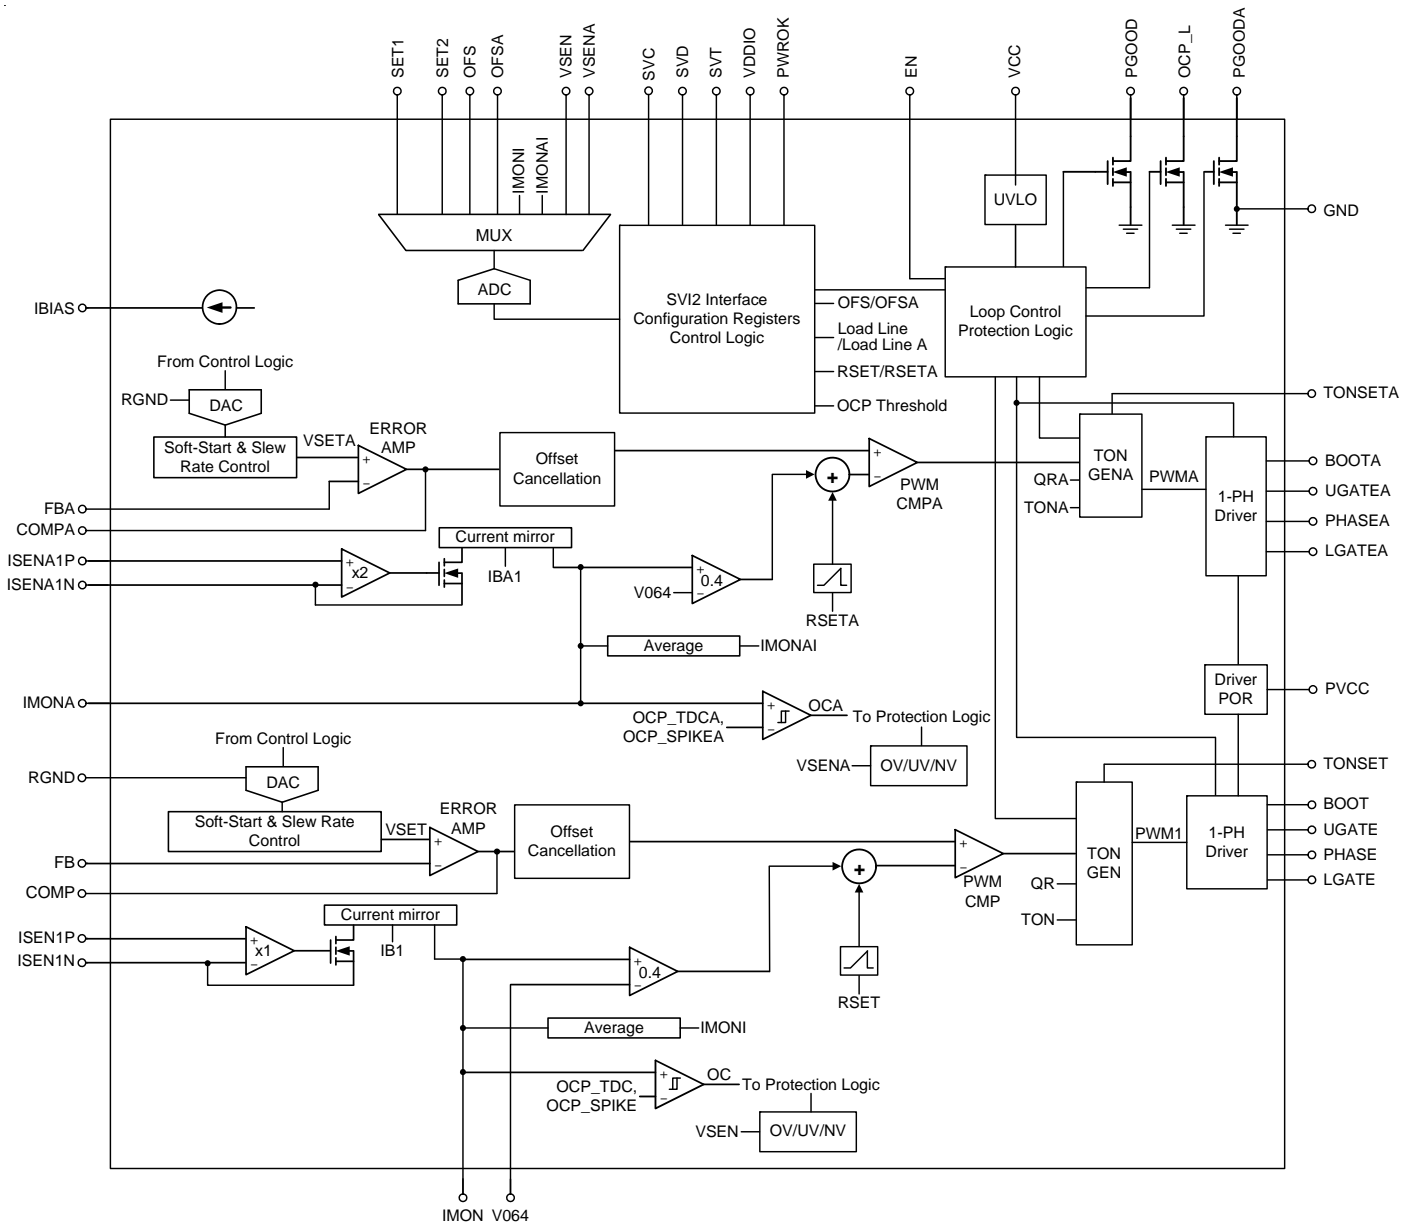 SET1
SET2
OFS
OFSA
VSEN
VSENA
SVC
SVD
SVT
VDDIO
PWROK
EN
VCC
PGOOD
OCP_L
PGOODA
IMONI
IMONAI
MUX
ADC
UVLO
GND
IBIAS
SVI2 Interface
Configuration Registers
Control Logic
OFS/OFSA
Load Line
/Load Line A
RSET/RSETA
OCP Threshold
Loop Control
Protection Logic
From Control Logic
RGND
DAC
Soft-Start & Slew
Rate Control
VSETA
ERROR
AMP
+
−
Offset
Cancellation
+
−
PWM
CMPA
+
TON
GENA
QRA
TONA
PWMA
1-PH
Driver
TONSETA
BOOTA
UGATEA
PHASEA
LGATEA
FBA
COMPA
ISENA1P
ISENA1N
+
−
x2
Current mirror
IBA1
V064
+
−
0.4
RSETA
Average
IMONAI
IMONA
+
−
OCP_TDCA,
OCP_SPIKEA
OCA
To Protection Logic
VSENA
OV/UV/NV
Driver
POR
PVCC
From Control Logic
RGND
DAC
Soft-Start & Slew Rate
Control
VSET
ERROR
AMP
+
−
Offset
Cancellation
+
−
PWM
CMP
+
TON
GEN
QR
TON
PWM1
1-PH
Driver
TONSET
BOOT
UGATE
PHASE
LGATE
FB
COMP
ISEN1P
ISEN1N
+
−
x1
Current mirror
IB1
+
−
0.4
RSET
Average
IMONI
+
−
OCP_TDC,
OCP_SPIKE
OC
To Protection Logic
VSEN
OV/UV/NV
IMON
V064